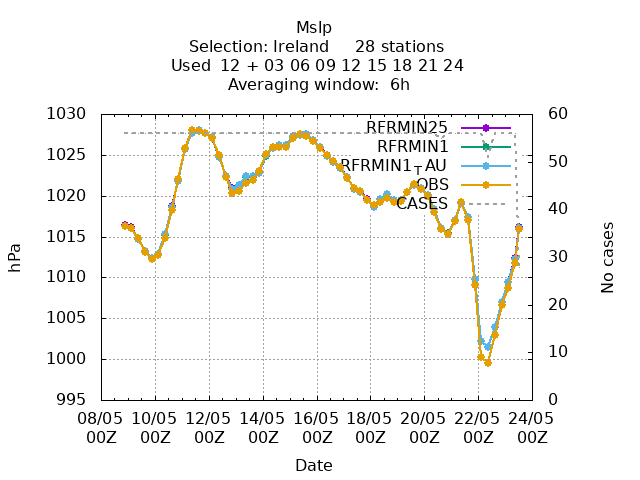 Mslp
Selection: Ireland 28 stations
Used 12 + 03 06 09 12 15 18 21 24
Averaging window: 6h
1030 60
RFRMIN25
RFRMIN1
1025 50
RFRMIN1_TAU
OBS
1020 CASES 40
1015
hPa
No cases
1010 30
1005 20
1000 10
995 0
08/05 10/05 12/05 14/05 16/05 18/05 20/05 22/05 24/05
00Z 00Z 00Z 00Z 00Z 00Z 00Z 00Z 00Z
Date